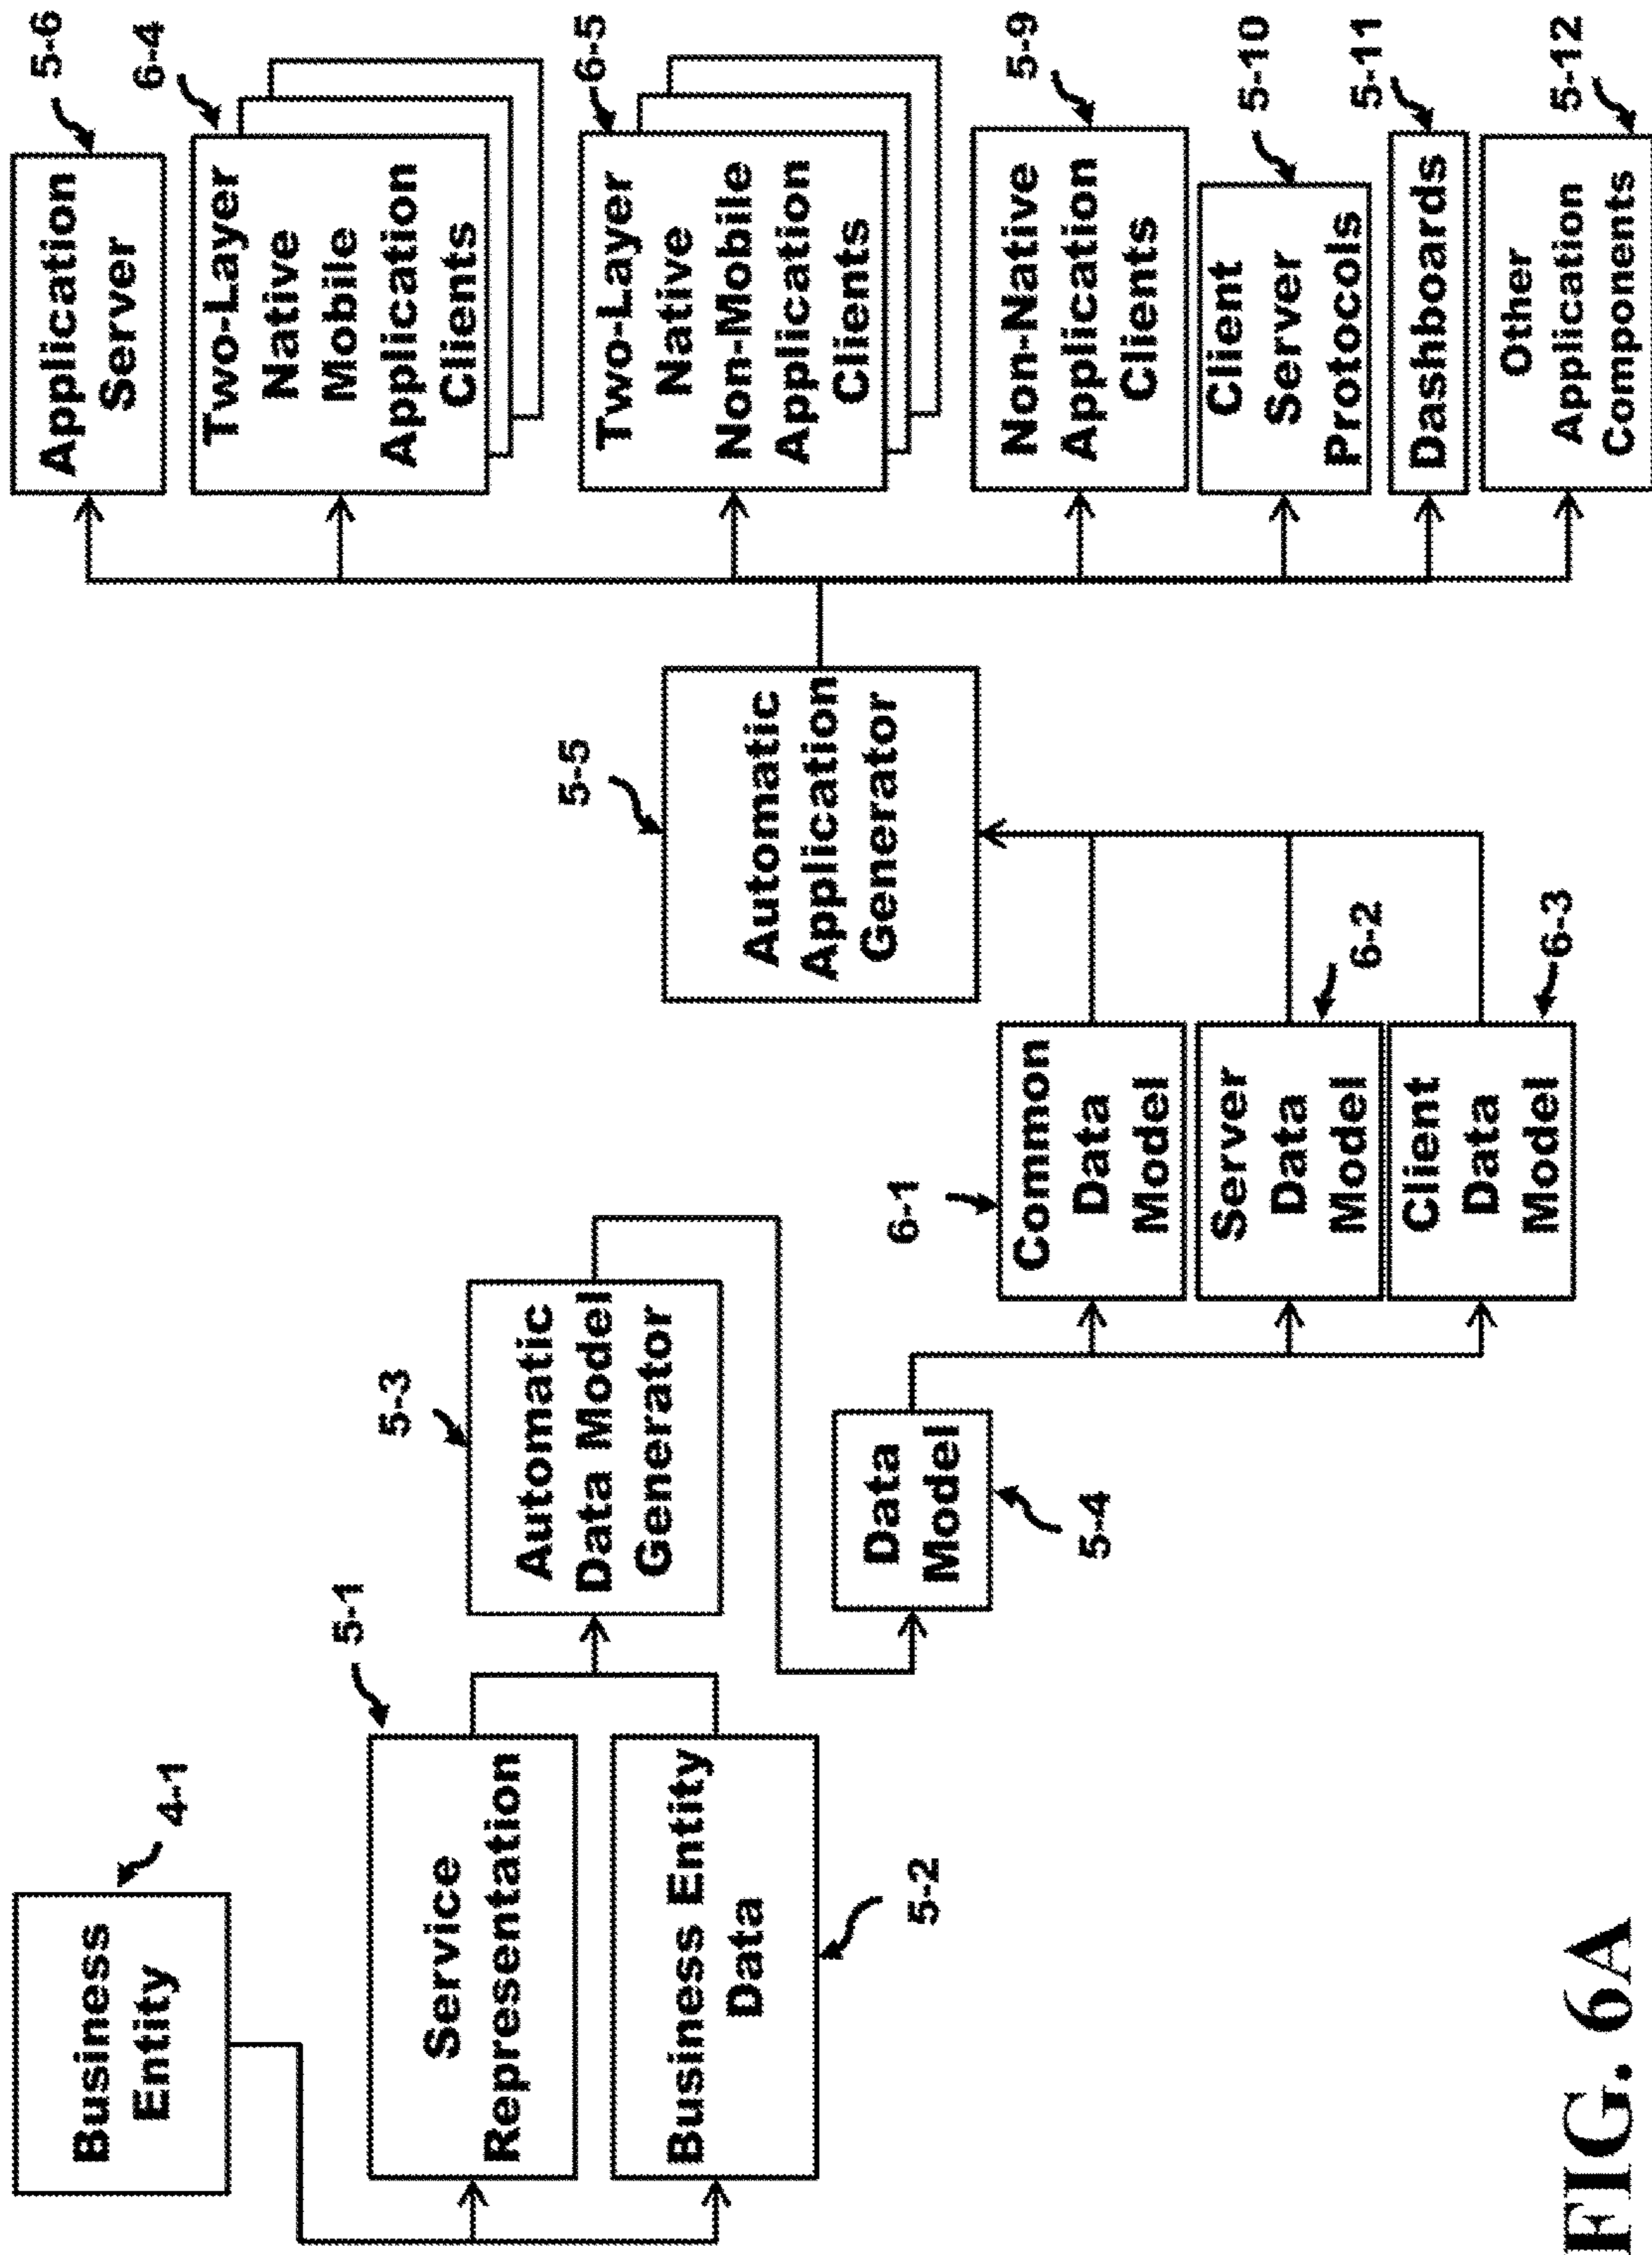 4-1
Business
Entity
5-1
Service
Representation
Business Entity
Data
5-2
5-3
Automatic
Data Model
Generator
Data
Model
5-4
6-1
Common
Data
Model
Server
Data
Model
6-2
Client
Data
Model
6-3
5-5
Automatic
Application
Generator
5-6
Application
Server
6-4
Two-Layer
Native
Mobile
Application
Clients
6-5
Two-Layer
Native
Non-Mobile
Application
Clients
5-9
Non-Native
Application
Clients
5-10
Client
Server
Protocols
5-11
Dashboards
5-12
Other
Application
Components
FIG. 6A